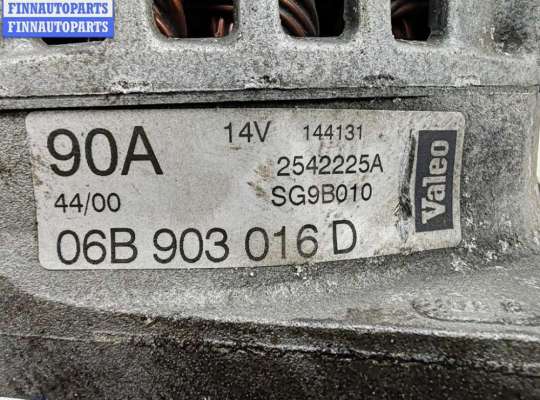 FINNAUTOPARTS
FINNAUTOPARTS
90A 14V 144131
2542225A
44/00 SG9B010
06B 903 016 D
Valeo